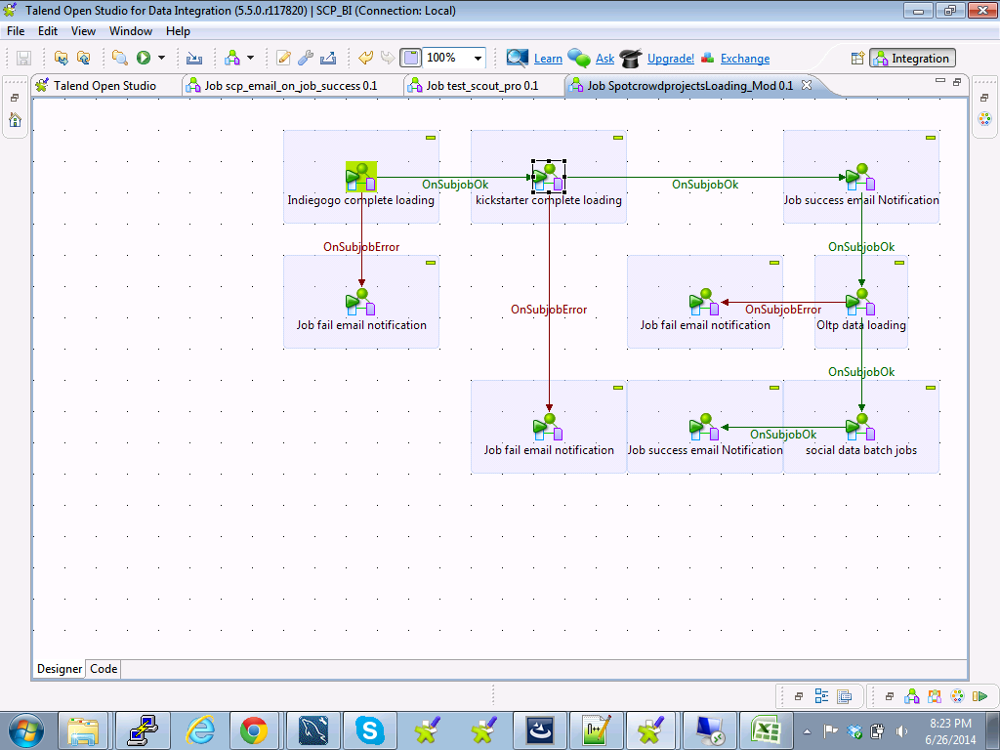 Talend Open Studio for Data Integration (5.5.0.r117820) | SCP_BI (Connection: Local)
File Edit View Window Help
100% Learn Ask Upgrade! Exchange Integration
Talend Open Studio Job scp_email_on_job_success 0.1 Job test_scout_pro 0.1 Job SpotcrowdprojectsLoading_Mod 0.1
OnSubjobOk OnSubjobOk
Indiegogo complete loading kickstarter complete loading Job success email Notification
OnSubjobError OnSubjobOk
OnSubjobError OnSubjobError
Job fail email notification Job fail email notification Oltp data loading
OnSubjobOk
OnSubjobOk
Job fail email notification Job success email Notification social data batch jobs
Designer Code
8:23 PM
6/26/2014